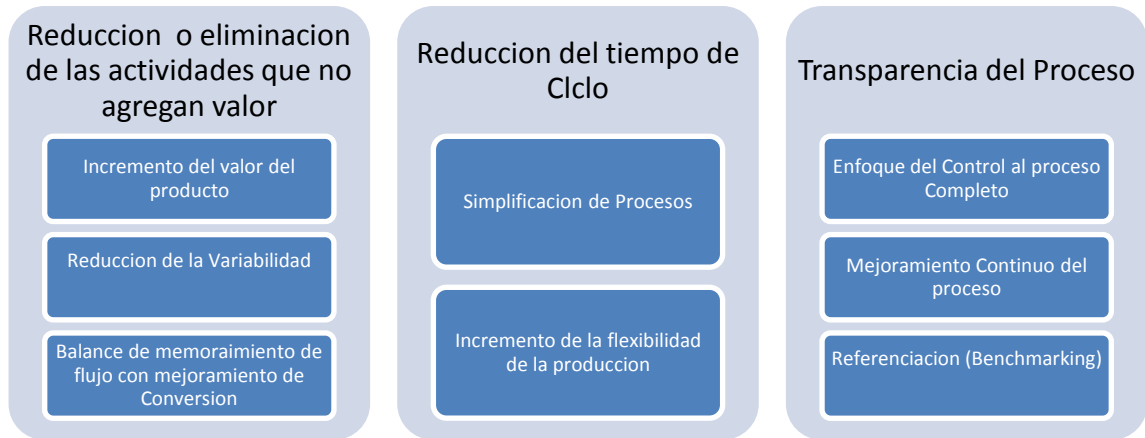 Reduccion o eliminacion
de las actividades que no
agregan valor
Incremento del valor del
producto
Reduccion de la Variabilidad
Balance de memoraimiento de
flujo con mejoramiento de
Conversion
Reduccion del tiempo de
CIclo
Simplificacion de Procesos
Incremento de la flexibilidad
de la produccion
Transparencia del Proceso
Enfoque del Control al proceso
Completo
Mejoramiento Continuo del
proceso
Referenciacion (Benchmarking)